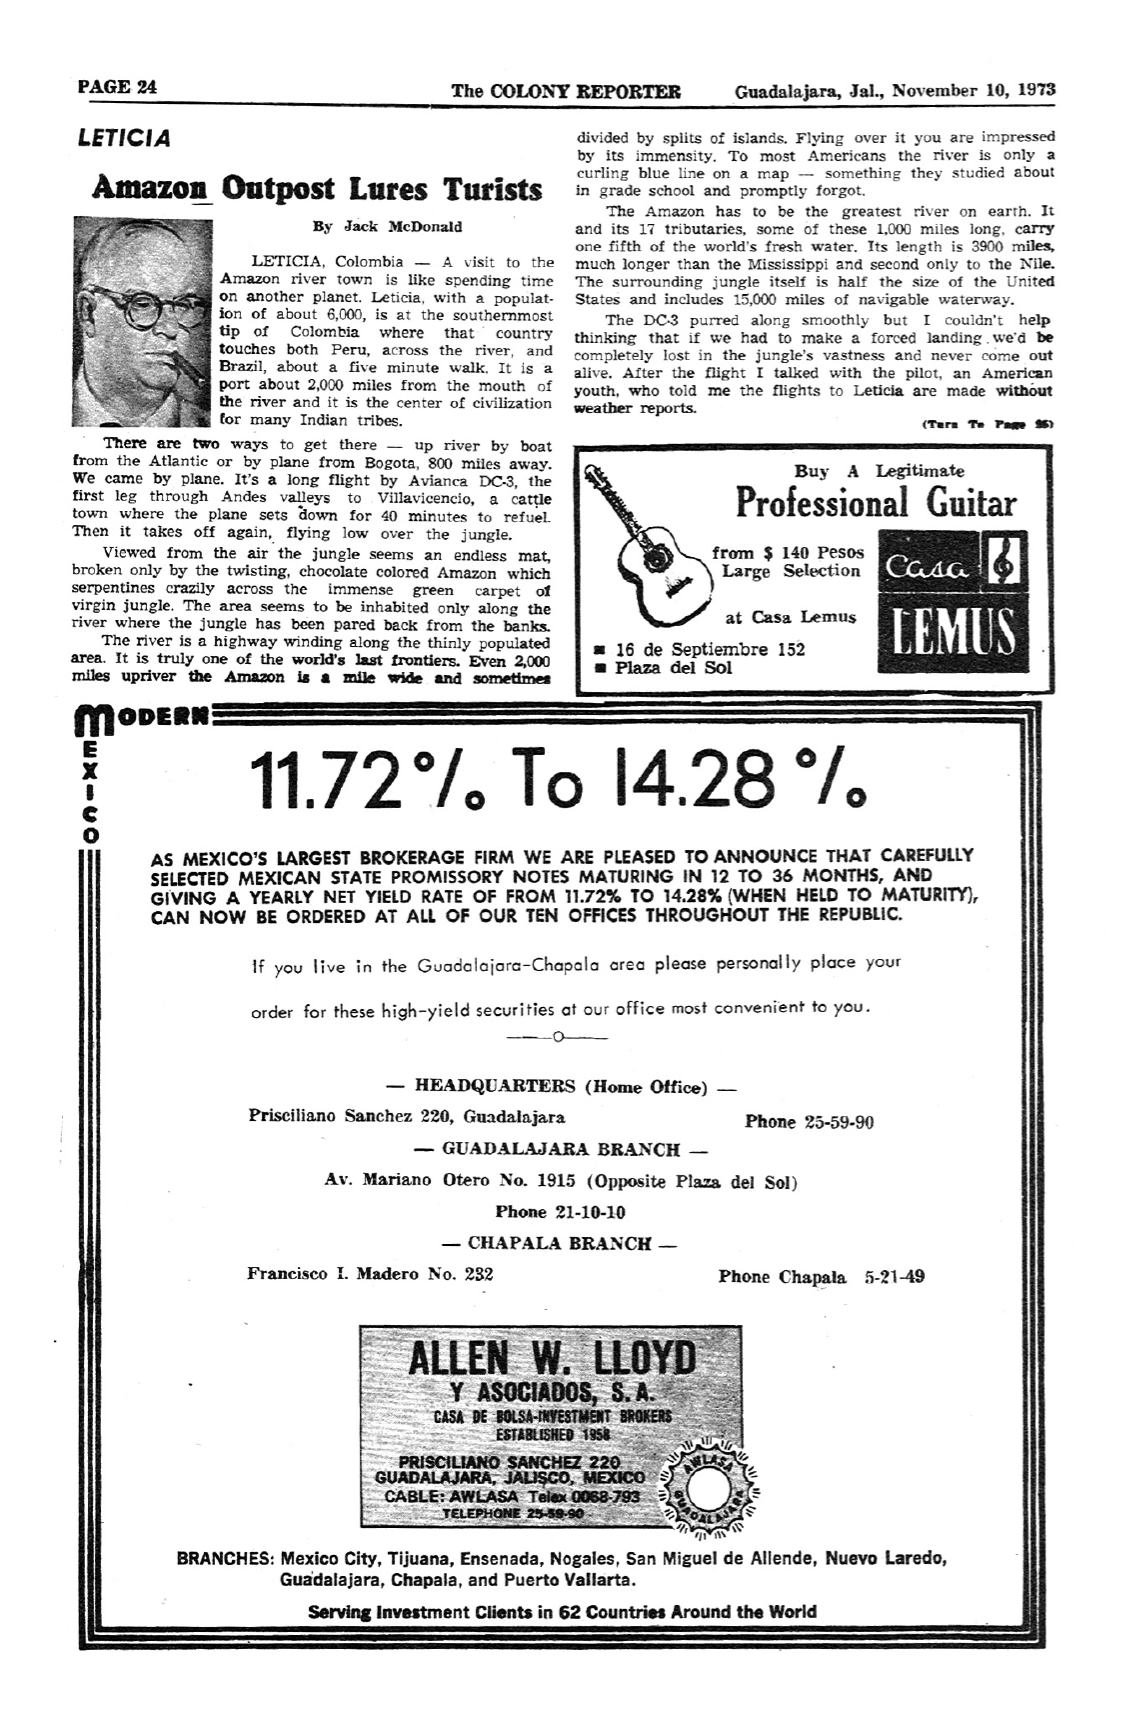 PAGE 24
The COLONY REPORTER
Guadalajara, Jal., November 10, 1973
LETICIA
Amazon Outpost Lures Turists
By Jack McDonald
LETICIA, Colombia — A visit to the
Amazon river town is like spending time
on another planet. Leticia, with a populat-
ion of about 6,000, is at the southernmost
tip of Colombia where that country
touches both Peru, across the river, and
Brazil, about a five minute walk. It is a
port about 2,000 miles from the mouth of
the river and it is the center of civilization
for many Indian tribes.
There are two ways to get there — up river by boat
from the Atlantic or by plane from Bogota, 800 miles away.
We came by plane. It's a long flight by Avianca DC-3, the
first leg through Andes valleys to Villavicencio, a cattle
town where the plane sets down for 40 minutes to refuel.
Then it takes off again, flying low over the jungle.
Viewed from the air the jungle seems an endless mat,
broken only by the twisting, chocolate colored Amazon which
serpentines crazily across the immense green carpet of
virgin jungle. The area seems to be inhabited only along the
river where the jungle has been pared back from the banks.
The river is a highway winding along the thinly populated
area. It is truly one of the world's last frontiers. Even 2,000
miles upriver the Amazon is a mile wide and sometimes
divided by splits of islands. Flying over it you are impressed
by its immensity. To most Americans the river is only a
curling blue line on a map — something they studied about
in grade school and promptly forgot.
The Amazon has to be the greatest river on earth. It
and its 17 tributaries, some of these 1,000 miles long, carry
one fifth of the world's fresh water. Its length is 3900 miles,
much longer than the Mississippi and second only to the Nile.
The surrounding jungle itself is half the size of the United
States and includes 15,000 miles of navigable waterway.
The DC-3 purred along smoothly but I couldn't help
thinking that if we had to make a forced landing we'd be
completely lost in the jungle's vastness and never come out
alive. After the flight I talked with the pilot, an American
youth, who told me the flights to Leticia are made without
weather reports.
(Turn To Page
Buy A Legitimate
Professional Guitar
from $ 140 Pesos
Large Selection
at Casa Lemus
■ 16 de Septiembre 152
■ Plaza del Sol
Casa
LEMUS
MODERN
MEXICO
11.72% To 14.28%
AS MEXICO'S LARGEST BROKERAGE FIRM WE ARE PLEASED TO ANNOUNCE THAT CAREFULLY
SELECTED MEXICAN STATE PROMISSORY NOTES MATURING IN 12 TO 36 MONTHS, AND
GIVING A YEARLY NET YIELD RATE OF FROM 11.72% TO 14.28% (WHEN HELD TO MATURITY),
CAN NOW BE ORDERED AT ALL OF OUR TEN OFFICES THROUGHOUT THE REPUBLIC.
If you live in the Guadalajara-Chapala area please personally place your
order for these high-yield securities at our office most convenient to you.
— HEADQUARTERS (Home Office) —
Prisciliano Sanchez 220, Guadalajara
Phone 25-59-90
— GUADALAJARA BRANCH —
Av. Mariano Otero No. 1915 (Opposite Plaza del Sol)
Phone 21-10-10
— CHAPALA BRANCH —
Francisco I. Madero No. 232
Phone Chapala 5-21-49
ALLEN W. LLOYD
Y ASOCIADOS, S.A.
CASA DE BOLSA-INVESTMENT BROKERS
ESTABLISHED 1958
PRISCILIANO SANCHEZ 220
GUADALAJARA, JALISCO, MEXICO
CABLE: AWLASA Telex 0068-793
TELEPHONE 25-59-90
AWLASA
GUADALAJARA
BRANCHES: Mexico City, Tijuana, Ensenada, Nogales, San Miguel de Allende, Nuevo Laredo,
Guadalajara, Chapala, and Puerto Vallarta.
Serving Investment Clients in 62 Countries Around the World